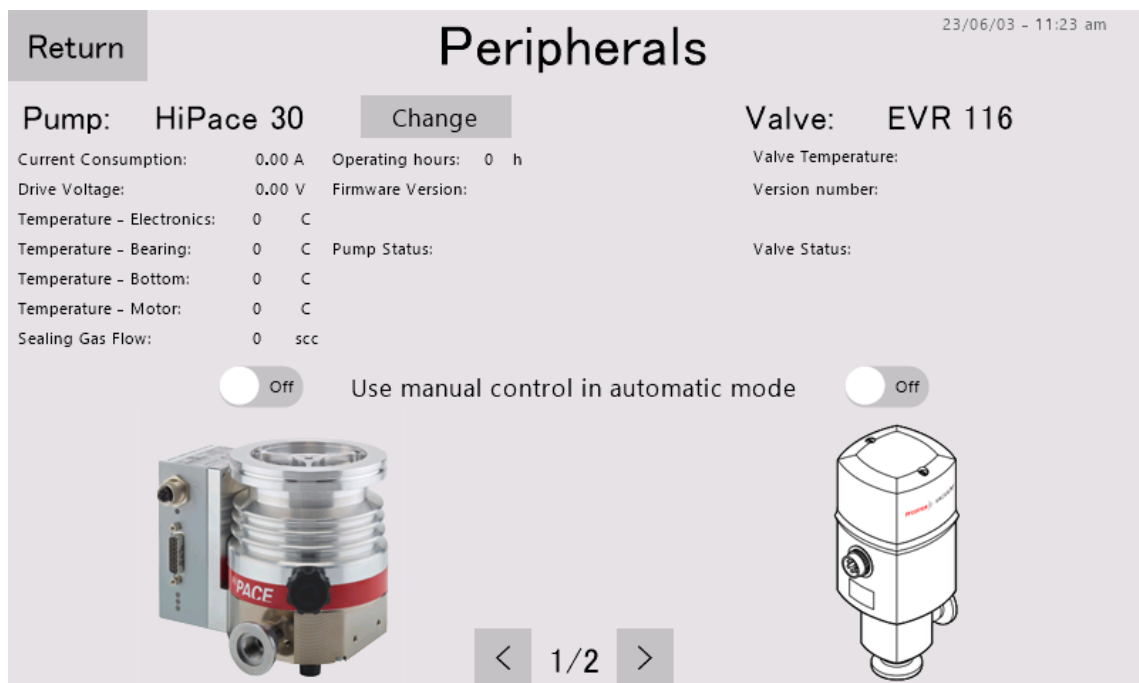 Return
Peripherals
23/06/03 - 11:23 am
Pump: HiPace 30
Change
Valve: EVR 116
Current Consumption: 0.00 A
Operating hours: 0 h
Valve Temperature:
Drive Voltage: 0.00 V
Firmware Version:
Version number:
Temperature - Electronics: 0 C
Temperature - Bearing: 0 C
Pump Status:
Valve Status:
Temperature - Bottom: 0 C
Temperature - Motor: 0 C
Sealing Gas Flow: 0 scc
Off
Use manual control in automatic mode
Off
HiPACE
PFEIFFER VACUUM
< 1/2 >